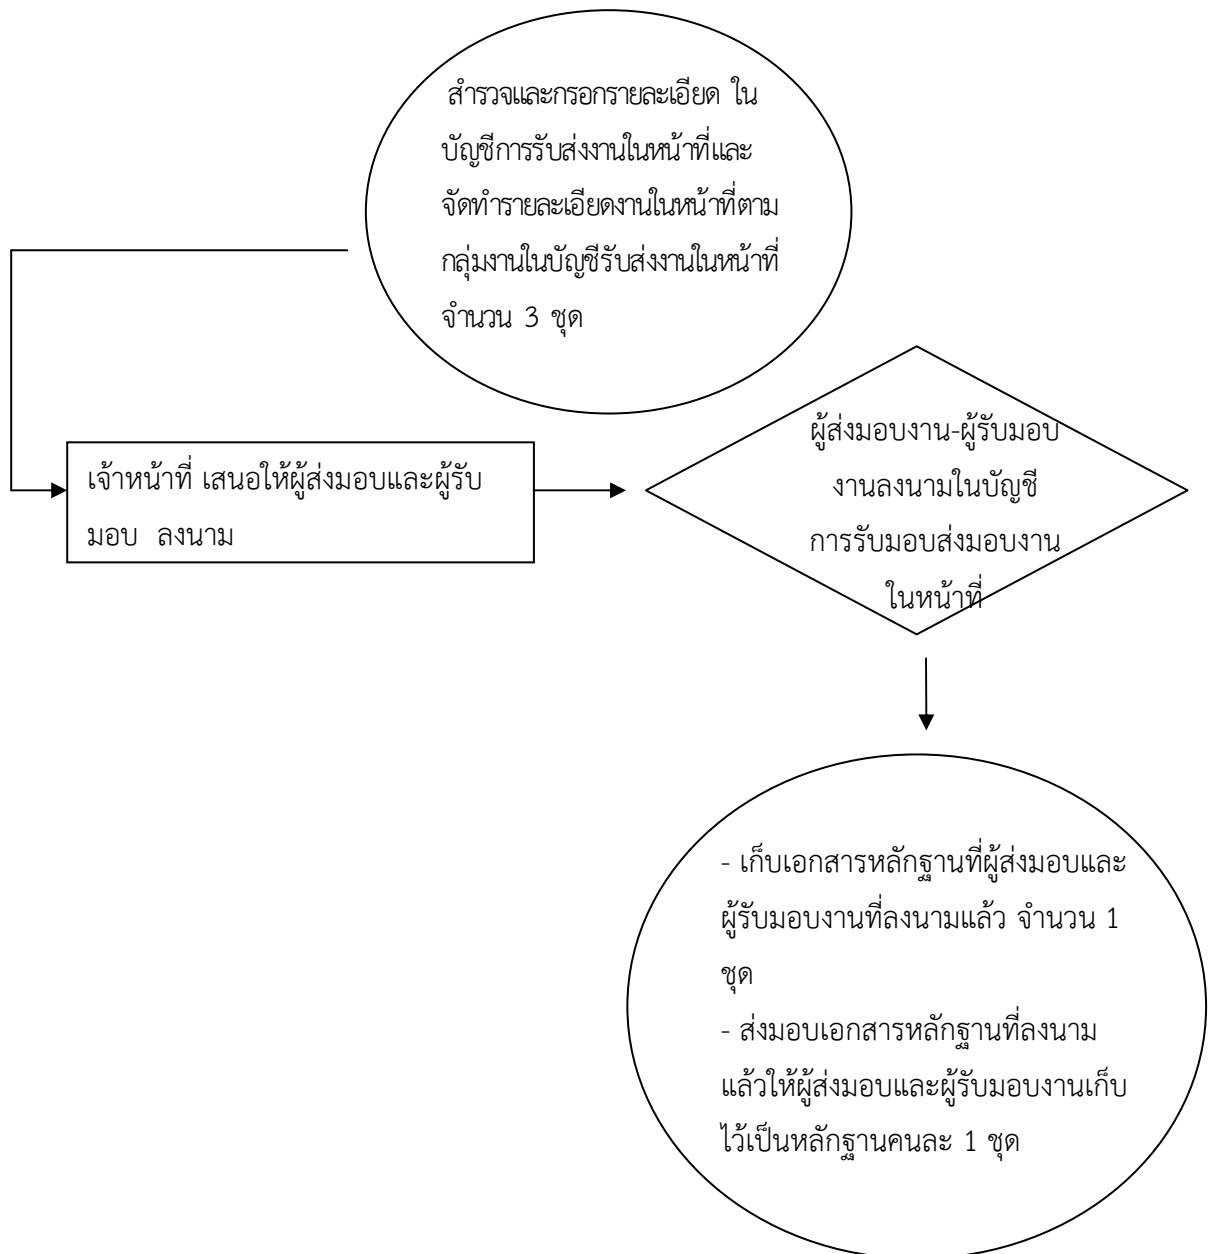 สำรวจและกรอกรายละเอียด ใน
บัญชีการรับส่งงานในหน้าที่และ
จัดทำรายละเอียดงานในหน้าที่ตาม
กลุ่มงานในบัญชีรับส่งงานในหน้าที่
จำนวน 3 ชุด
เจ้าหน้าที่ เสนอให้ผู้ส่งมอบและผู้รับ
มอบ ลงนาม
ผู้ส่งมอบงาน-ผู้รับมอบ
งานลงนามในบัญชี
การรับมอบส่งมอบงาน
ในหน้าที่
- เก็บเอกสารหลักฐานที่ผู้ส่งมอบและ
ผู้รับมอบงานที่ลงนามแล้ว จำนวน 1
ชุด
- ส่งมอบเอกสารหลักฐานที่ลงนาม
แล้วให้ผู้ส่งมอบและผู้รับมอบงานเก็บ
ไว้เป็นหลักฐานคนละ 1 ชุด